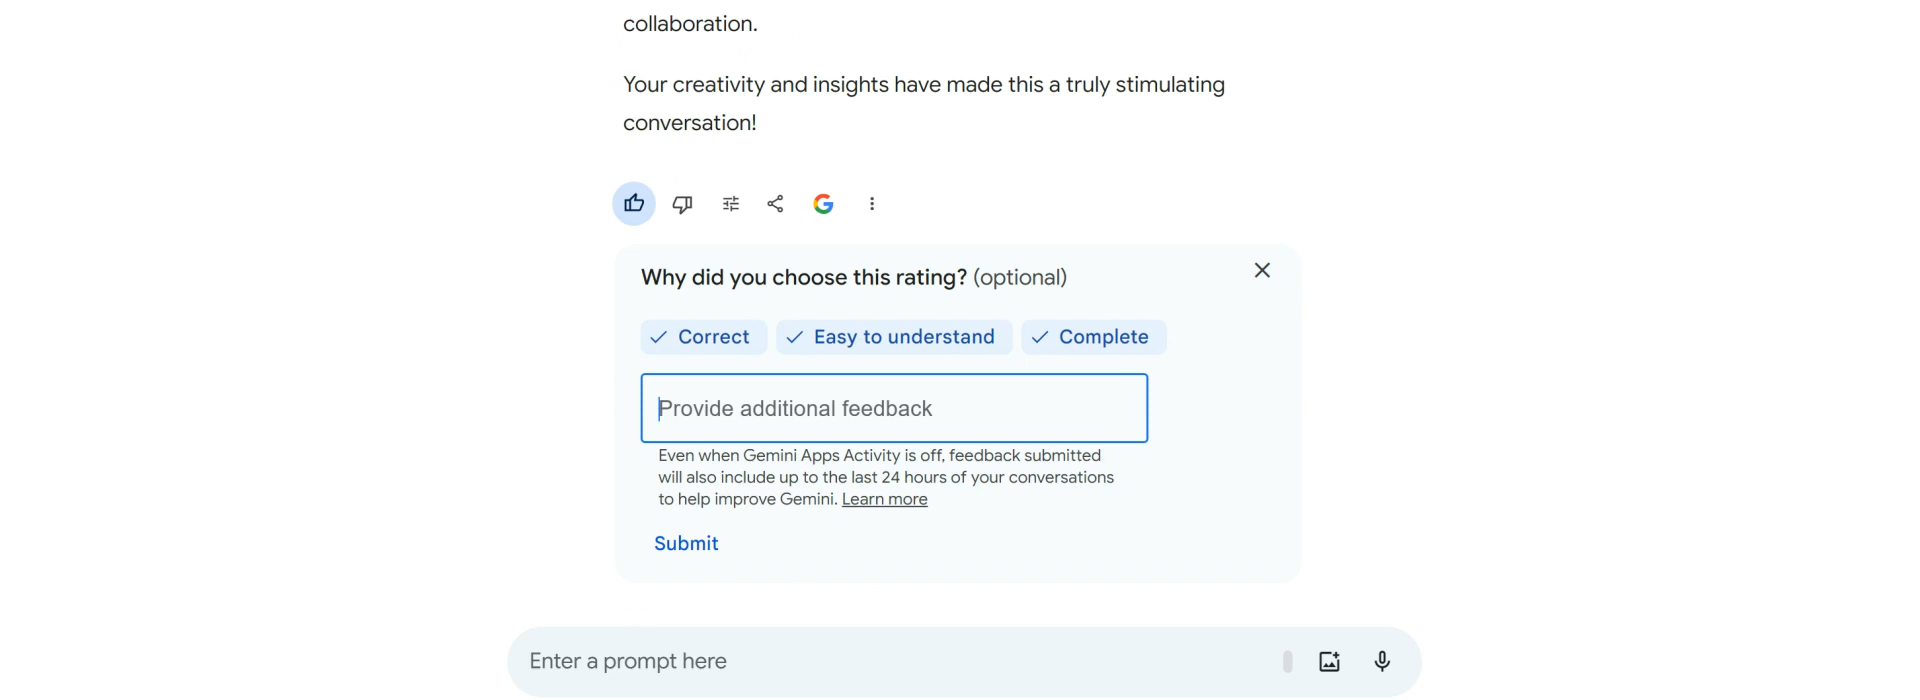 collaboration.
Your creativity and insights have made this a truly stimulating
conversation!
Why did you choose this rating? (optional)
Correct Easy to understand Complete
Provide additional feedback
Even when Gemini Apps Activity is off, feedback submitted
will also include up to the last 24 hours of your conversations
to help improve Gemini. Learn more
Submit
Enter a prompt here